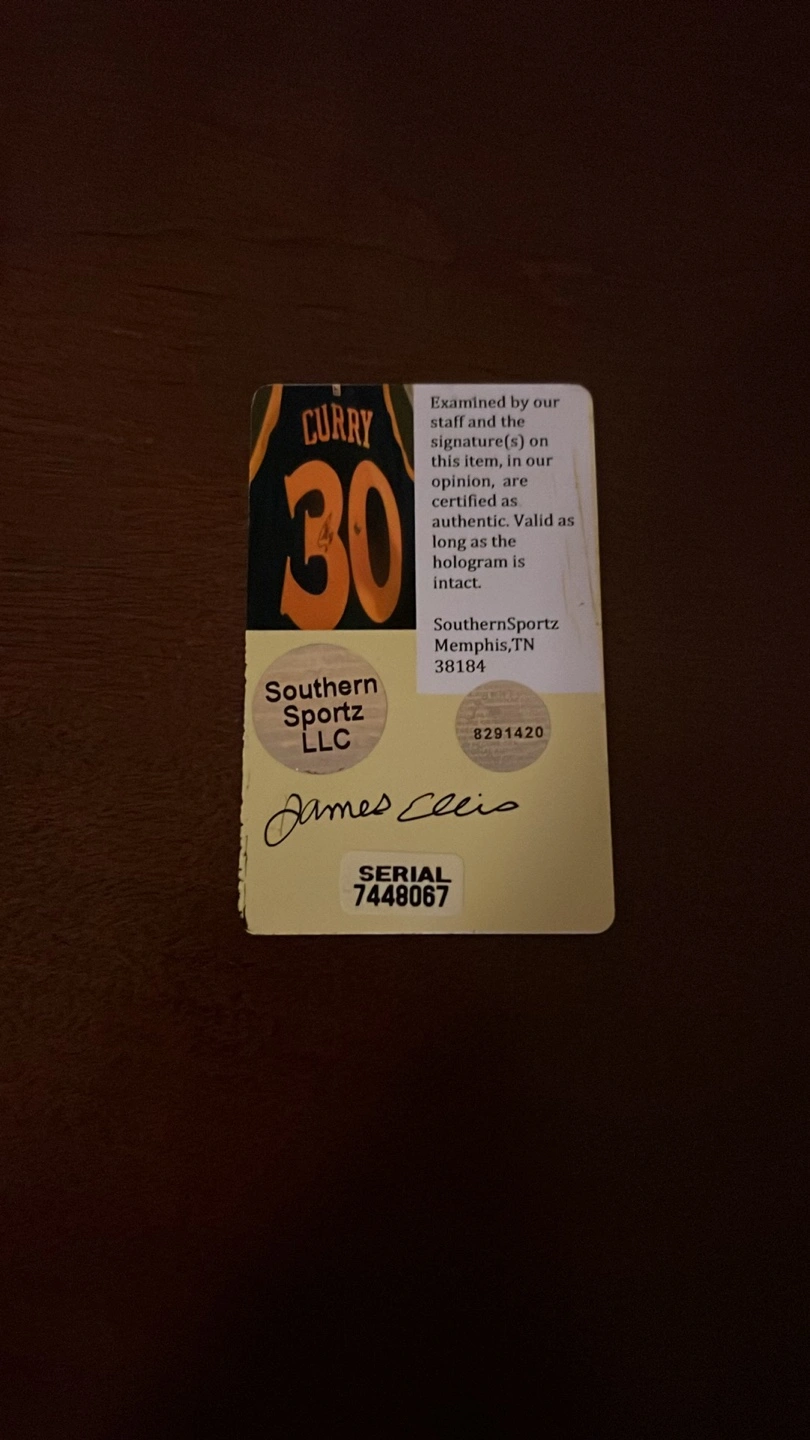 CURRY
30
Examined by our
staff and the
signature(s) on
this item, in our
opinion, are
certified as
authentic. Valid as
long as the
hologram is
intact.
SouthernSportz
Memphis,TN
38184
Southern
Sportz
LLC
8291420
James Ellis
SERIAL
7448067